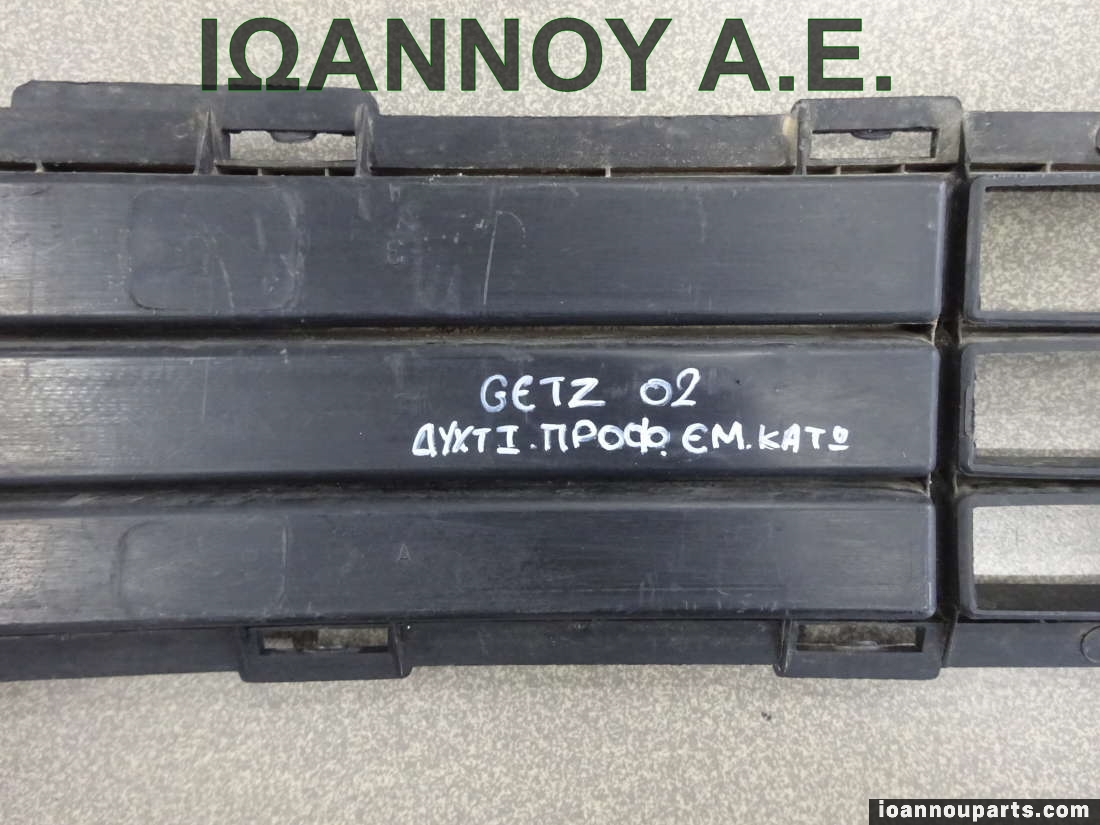 ΙΩΑΝΝΟΥ Α.Ε.
GETZ 02
ΔΥΧΤΙ.ΠΡΟΦ.ΕΜ.ΚΑΤΩ
A
ioannouparts.com